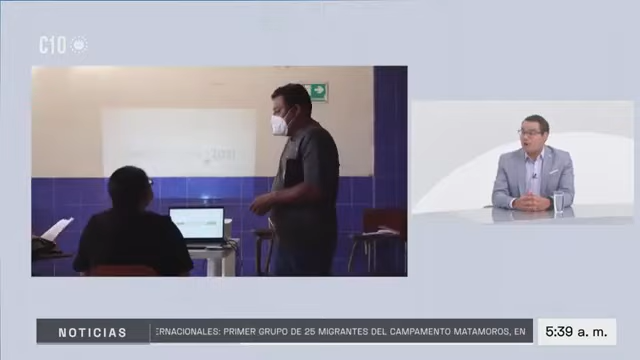 C10
NOTICIAS
ERNACIONALES: PRIMER GRUPO DE 25 MIGRANTES DEL CAMPAMENTO MATAMOROS, EN
5:39 a. m.